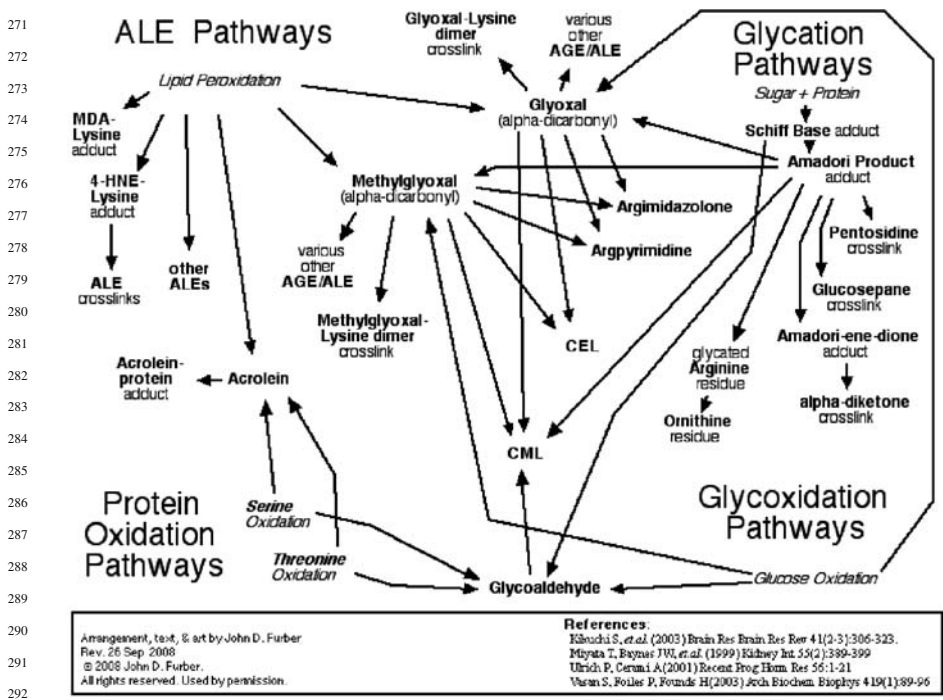 271
272
273
274
275
276
277
278
279
280
281
282
283
284
285
286
287
288
289
290
291
292
ALE Pathways
Lipid Peroxidation
MDA-
Lysine
adduct
4-HNE-
Lysine
adduct
ALE
crosslinks
other
ALEs
Glyoxal-Lysine
dimer
crosslink
various
other
AGE/ALE
Glyoxal
(alpha-dicarbonyl)
Methylglyoxal
(alpha-dicarbonyl)
various
other
AGE/ALE
Methylglyoxal-
Lysine dimer
crosslink
Argimidazolone
Argpyrimidine
CEL
CML
Glycation
Pathways
Sugar + Protein
Schiff Base adduct
Amadori Product
adduct
Pentosidine
crosslink
Glucosepane
crosslink
Amadori-ene-dione
adduct
alpha-diketone
crosslink
glycated
Arginine
residue
Ornithine
residue
Acrolein-
protein
adduct
Acrolein
Protein
Oxidation
Pathways
Serine
Oxidation
Threonine
Oxidation
Glycoaldehyde
Glycoxidation
Pathways
Glucose Oxidation
Arrangement, text, & art by John D. Furber
Rev. 26 Sep 2008
© 2008 John D. Furber.
All rights reserved. Used by permission.
References:
Kikuchi S, et al. (2003) Brain Res Brain Res Rev 41(2-3):306-323.
Miyata T, Baynes JW, et al. (1999) Kidney Int 55(2):389-399
Ulrich P, Cerami A (2001) Recent Prog Horm Res 56:1-21
Vasan S, Foiles P, Founds H (2003) Arch Biochem Biophys 419(1):89-96